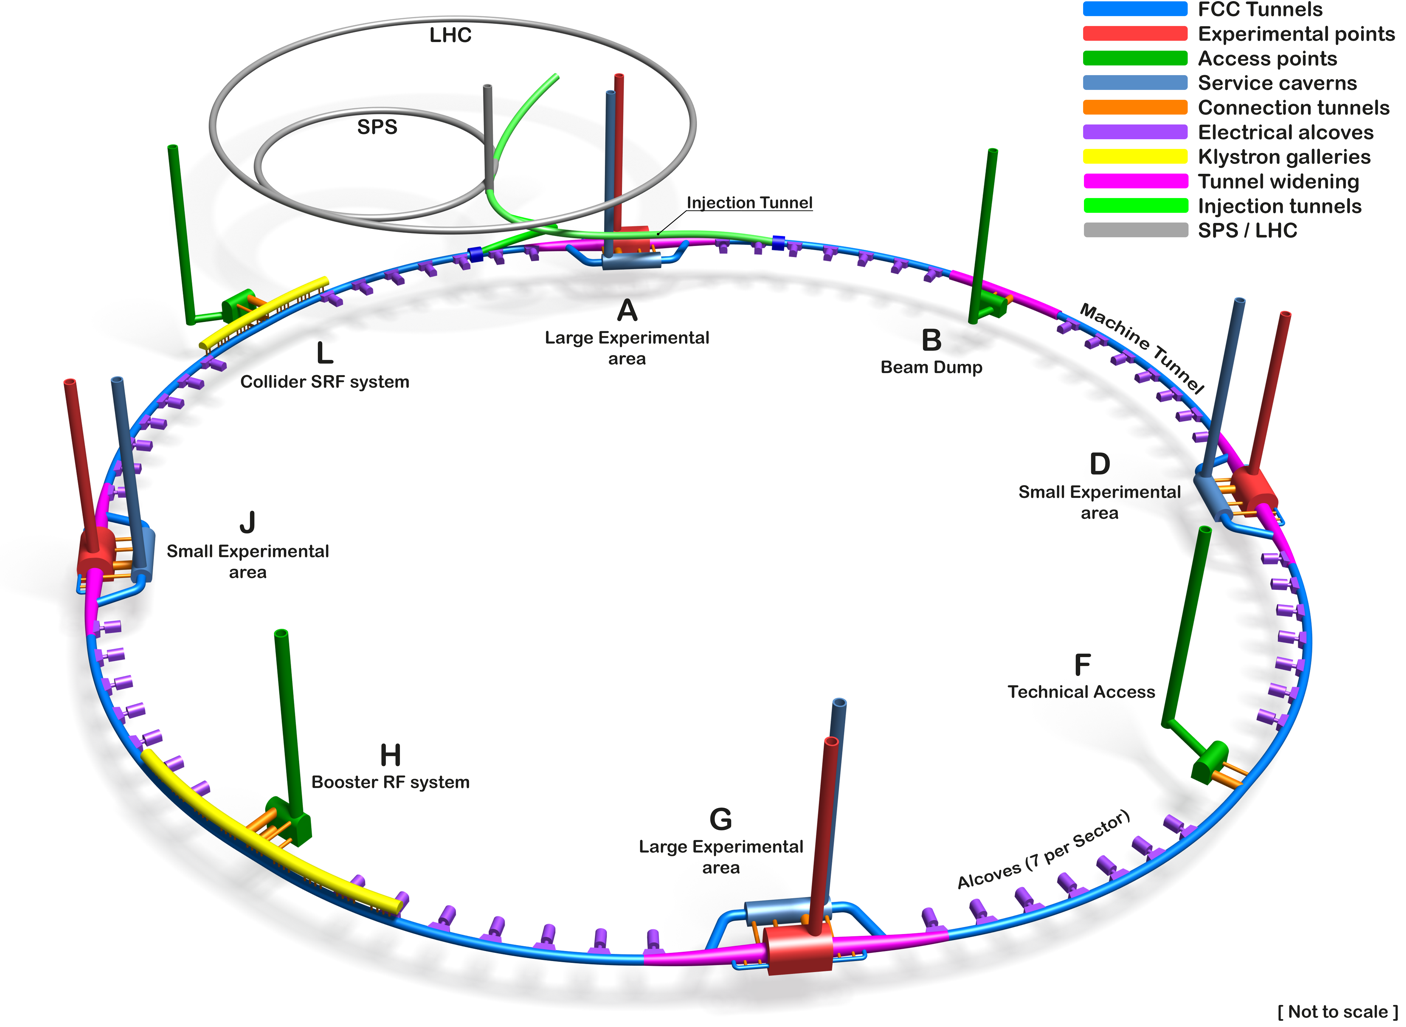 FCC Tunnels
Experimental points
Access points
Service caverns
Connection tunnels
Electrical alcoves
Klystron galleries
Tunnel widening
Injection tunnels
SPS / LHC
LHC
SPS
Injection Tunnel
A
Large Experimental
area
B
Beam Dump
Machine Tunnel
L
Collider SRF system
D
Small Experimental
area
J
Small Experimental
area
F
Technical Access
H
Booster RF system
G
Large Experimental
area
Alcoves (7 per Sector)
[ Not to scale ]